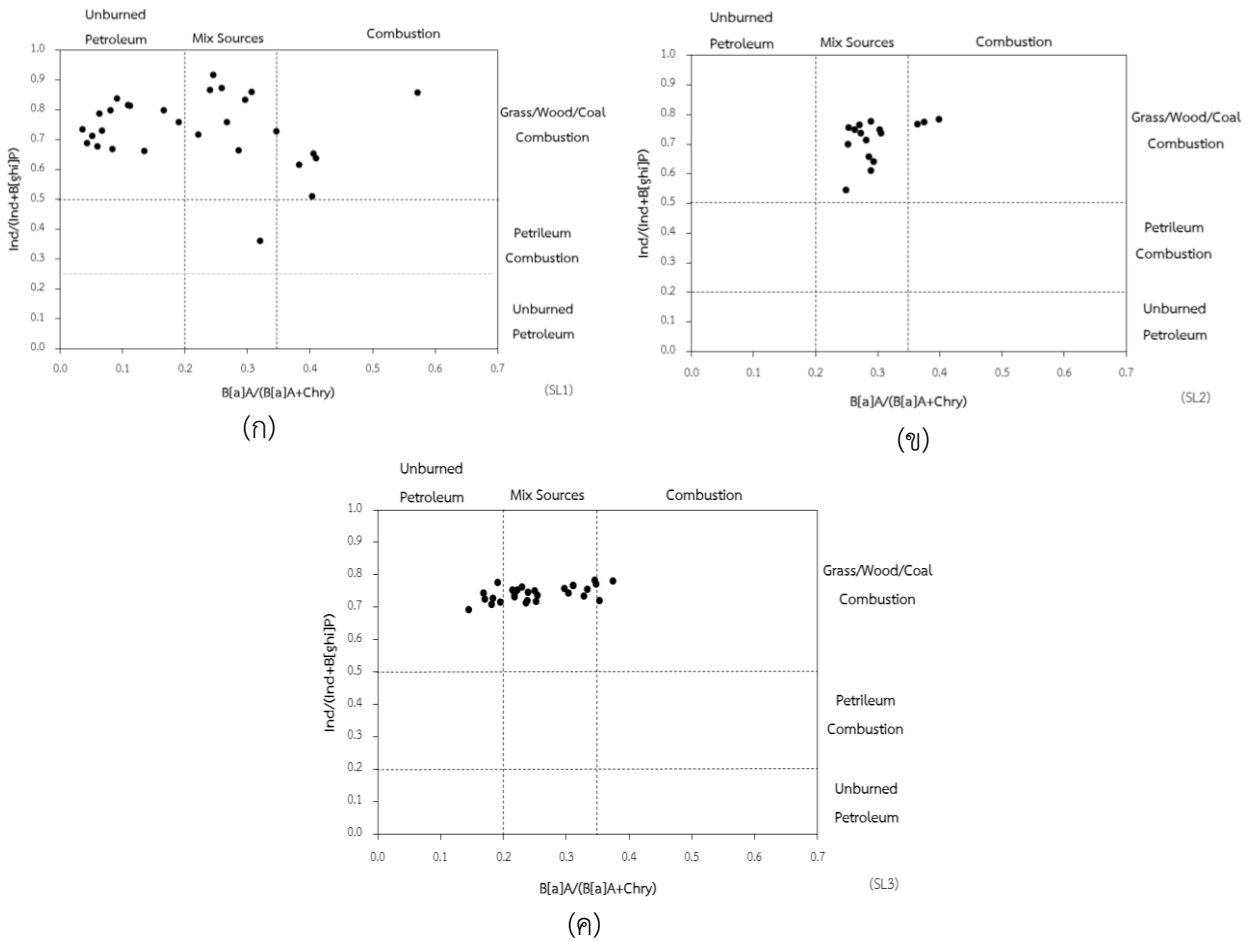 Unburned
Petroleum
Mix Sources
Combustion
1.0
0.9
0.8
0.7
0.6
0.5
0.4
0.3
0.2
0.1
0.0
Ind/(Ind+B[ghi]P)
Grass/Wood/Coal
Combustion
Petrileum
Combustion
Unburned
Petroleum
0.0 0.1 0.2 0.3 0.4 0.5 0.6 0.7
B[a]A/(B[a]A+Chry)
(SL1)
(ก)
Unburned
Petroleum
Mix Sources
Combustion
1.0
0.9
0.8
0.7
0.6
0.5
0.4
0.3
0.2
0.1
0.0
Ind/(Ind+B[ghi]P)
Grass/Wood/Coal
Combustion
Petrileum
Combustion
Unburned
Petroleum
0.0 0.1 0.2 0.3 0.4 0.5 0.6 0.7
B[a]A/(B[a]A+Chry)
(SL2)
(ข)
Unburned
Petroleum
Mix Sources
Combustion
1.0
0.9
0.8
0.7
0.6
0.5
0.4
0.3
0.2
0.1
0.0
Ind/(Ind+B[ghi]P)
Grass/Wood/Coal
Combustion
Petrileum
Combustion
Unburned
Petroleum
0.0 0.1 0.2 0.3 0.4 0.5 0.6 0.7
B[a]A/(B[a]A+Chry)
(SL3)
(ค)